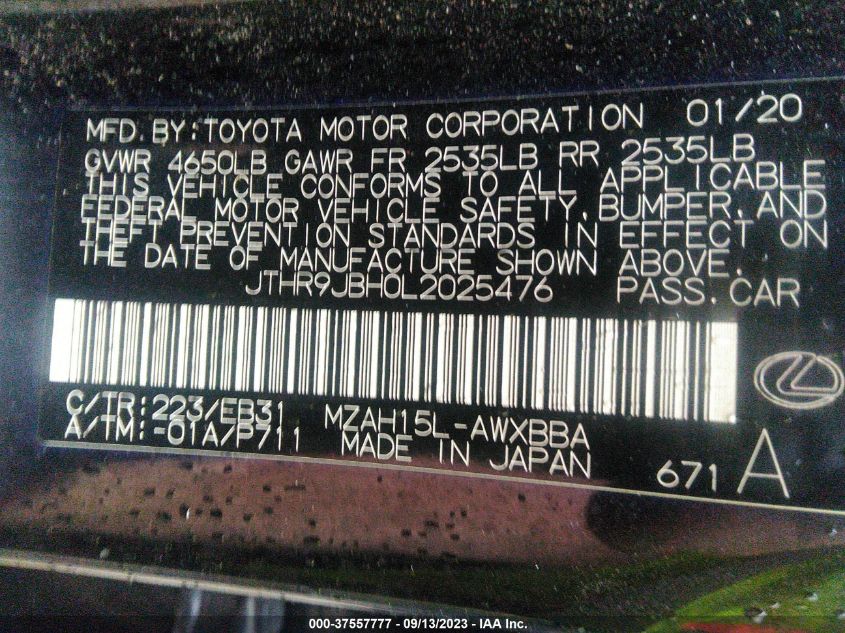 MFD.BY:TOYOTA MOTOR CORPORATION 01/20
GVWR 4650LB GAWR FR 2535LB RR 2535LB
THIS VEHICLE CONFORMS TO ALL APPLICABLE
FEDERAL MOTOR VEHICLE SAFETY,BUMPER,AND
THEFT PREVENTION STANDARDS IN EFFECT ON
THE DATE OF MANUFACTURE SHOWN ABOVE.
JTHR9JBH0L2025476 PASS.CAR
C/TR:223/EB31 MZAH15L-AWXBBA
A/TM:-01A/P711 MADE IN JAPAN
671 A
000-37557777 - 09/13/2023 - IAAI.com